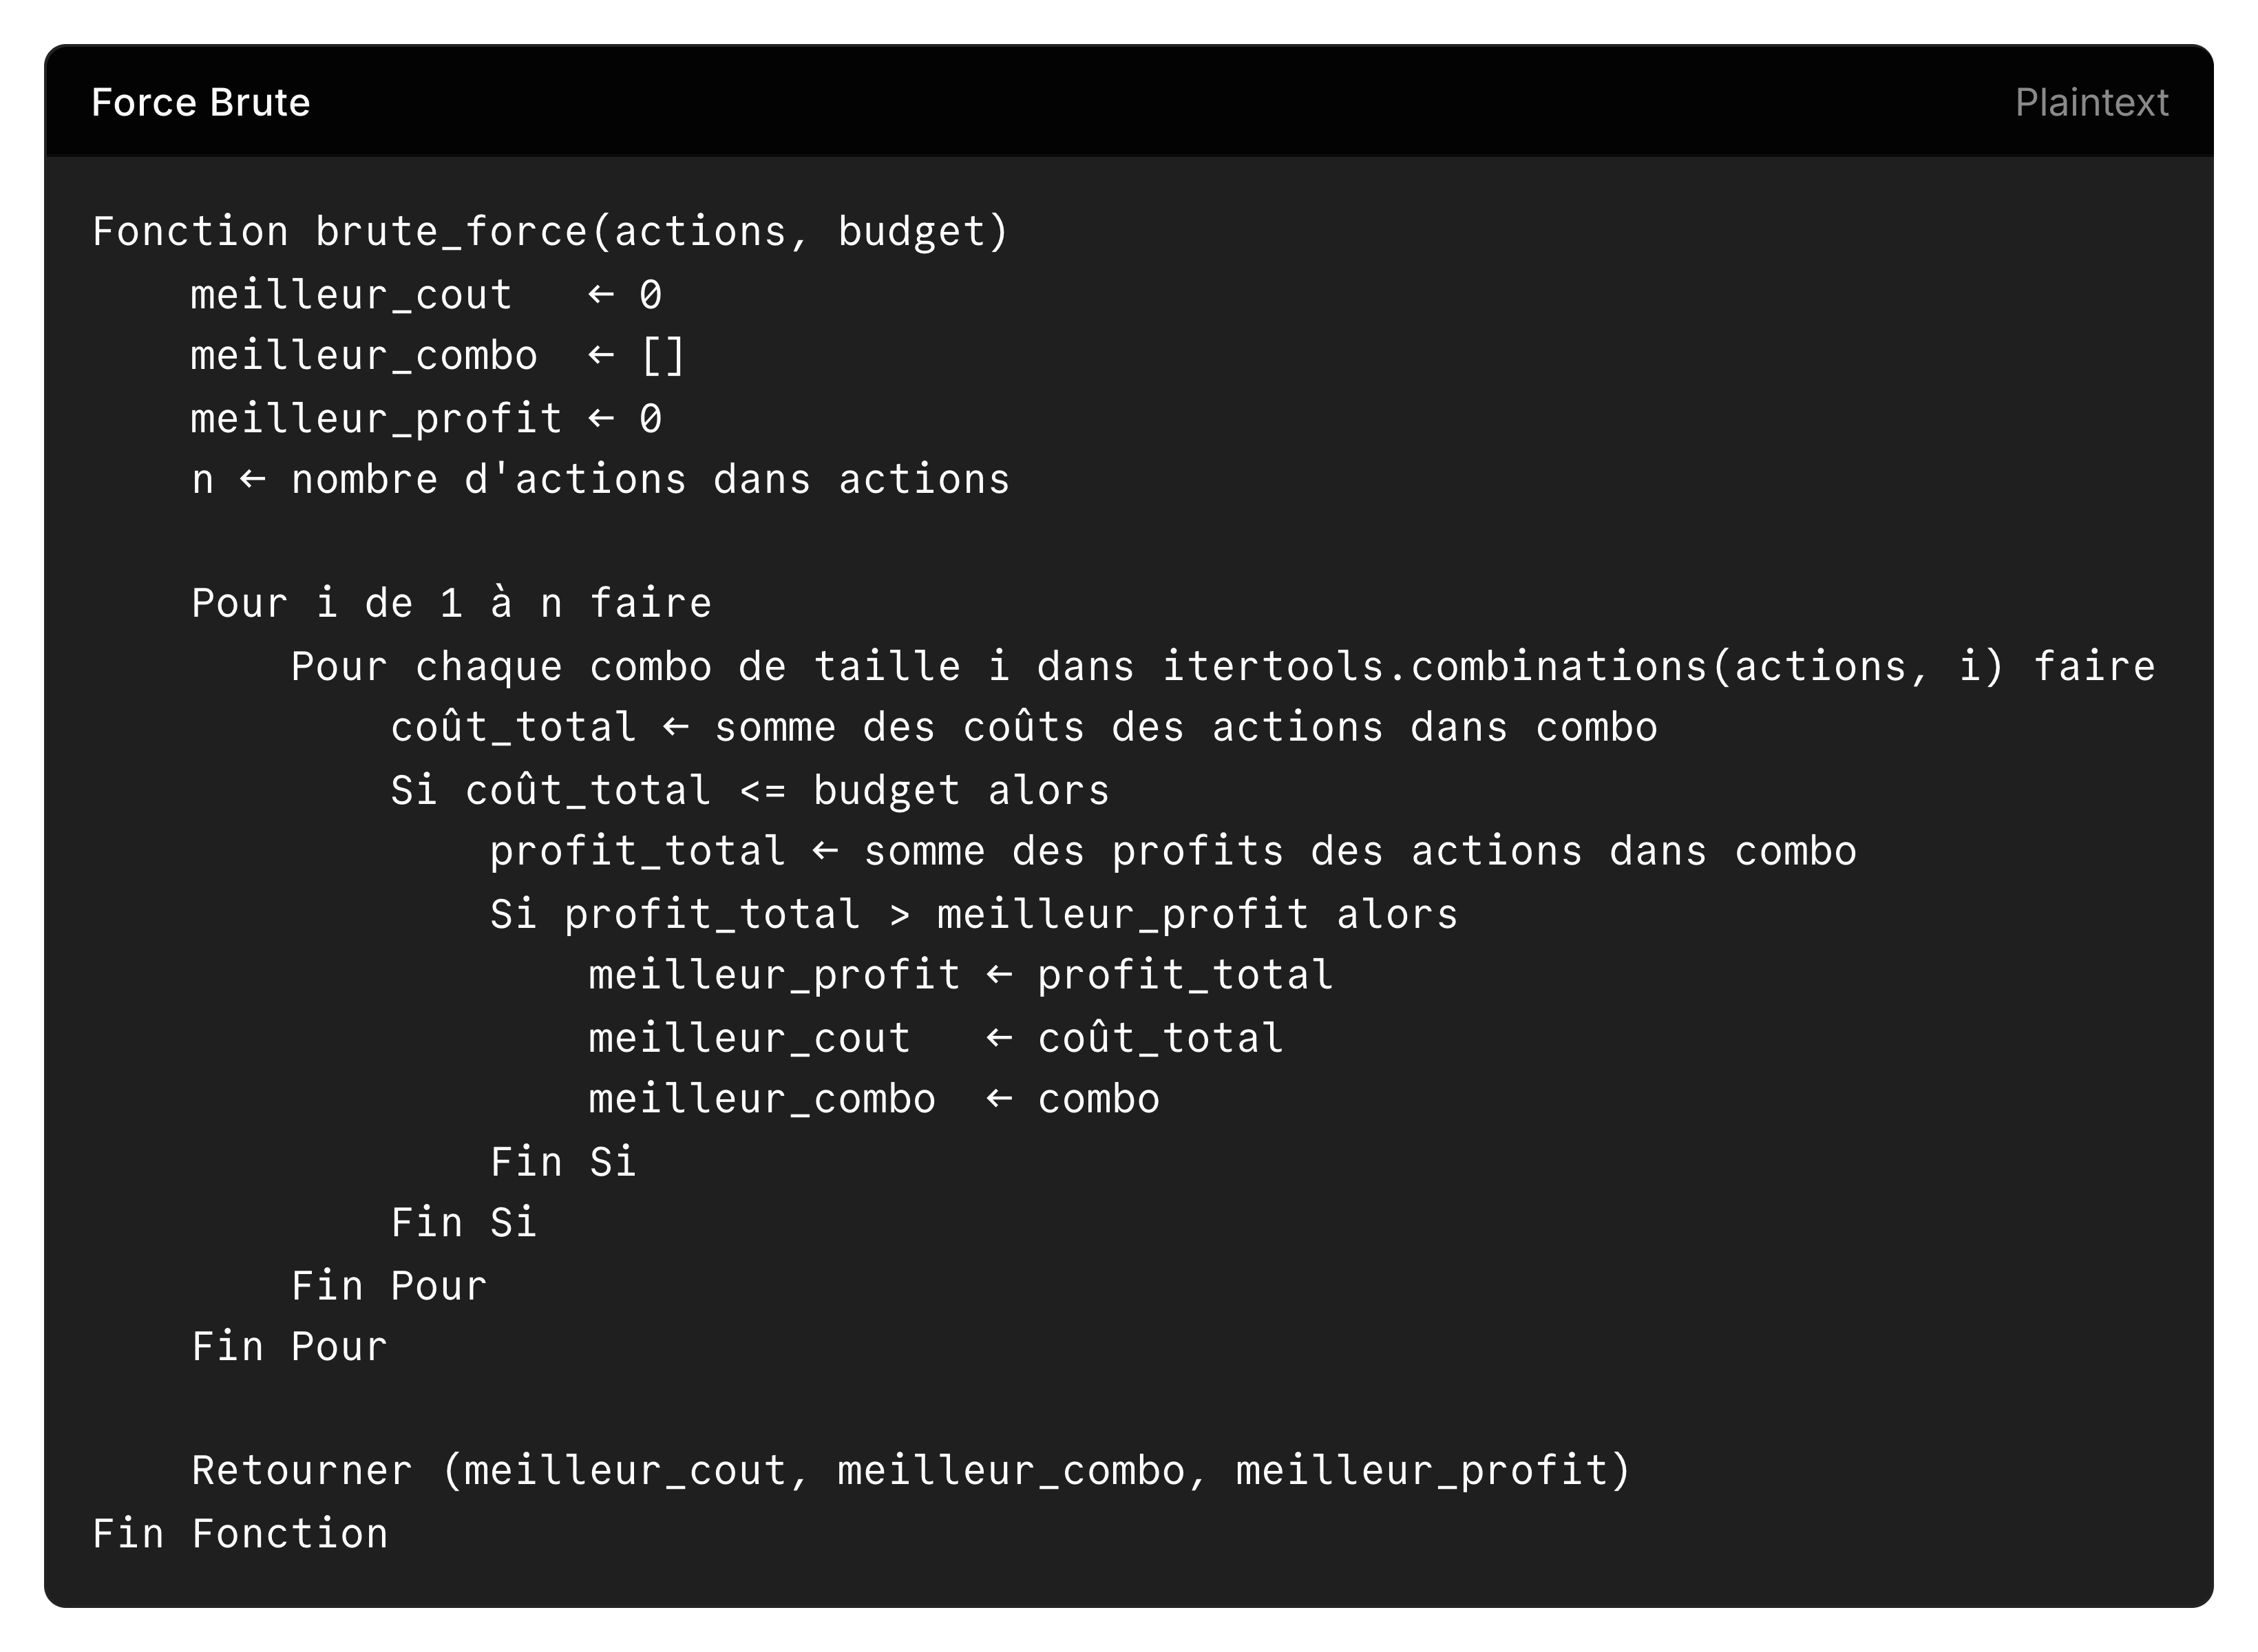 Force Brute
Plaintext
Fonction brute_force(actions, budget)
    meilleur_cout   ← 0
    meilleur_combo  ← []
    meilleur_profit ← 0
    n ← nombre d'actions dans actions

    Pour i de 1 à n faire
        Pour chaque combo de taille i dans itertools.combinations(actions, i) faire
            coût_total ← somme des coûts des actions dans combo
            Si coût_total <= budget alors
                profit_total ← somme des profits des actions dans combo
                Si profit_total > meilleur_profit alors
                    meilleur_profit ← profit_total
                    meilleur_cout   ← coût_total
                    meilleur_combo  ← combo
                Fin Si
            Fin Si
        Fin Pour
    Fin Pour

    Retourner (meilleur_cout, meilleur_combo, meilleur_profit)
Fin Fonction